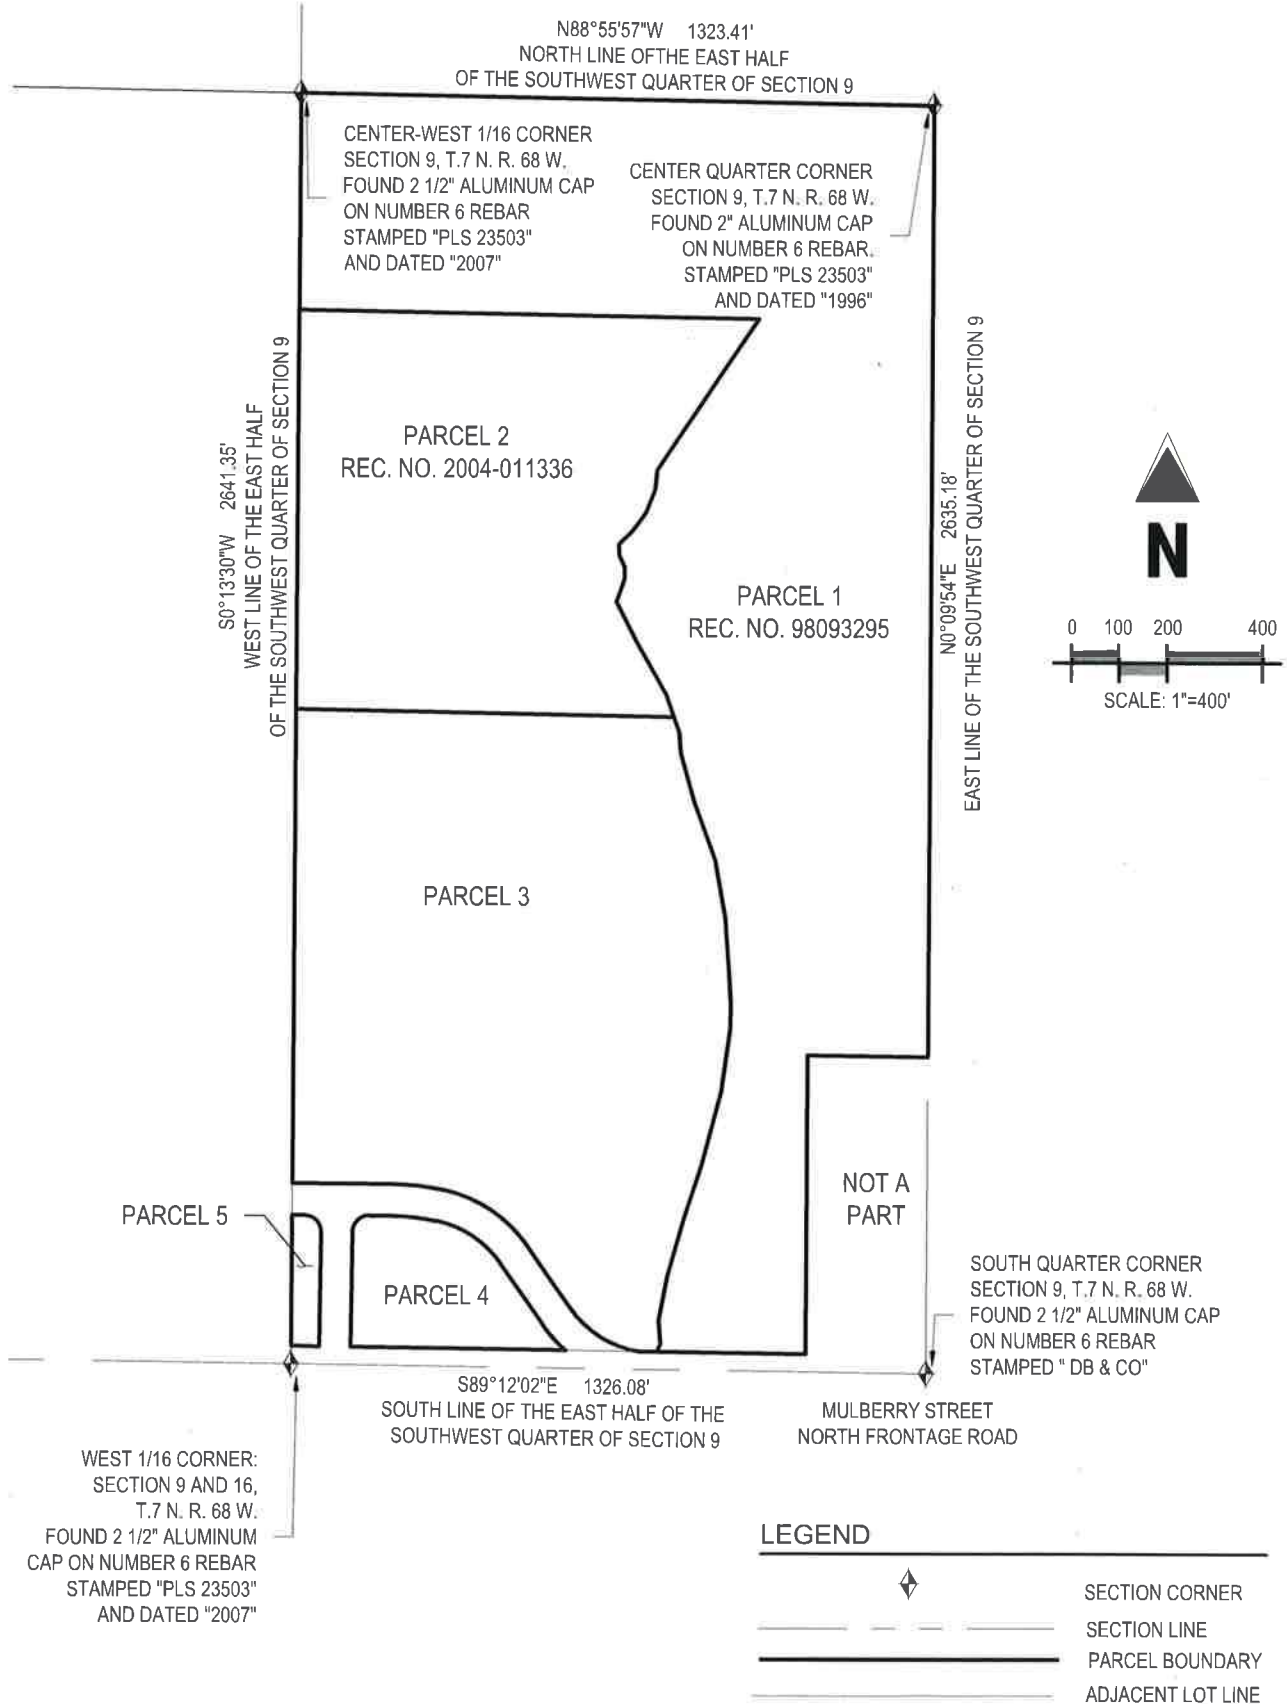 N88°55'57"W 1323.41'
NORTH LINE OFTHE EAST HALF
OF THE SOUTHWEST QUARTER OF SECTION 9
CENTER-WEST 1/16 CORNER
SECTION 9, T.7 N. R. 68 W.
FOUND 2 1/2" ALUMINUM CAP
ON NUMBER 6 REBAR
STAMPED "PLS 23503"
AND DATED "2007"
CENTER QUARTER CORNER
SECTION 9, T.7 N. R. 68 W.
FOUND 2" ALUMINUM CAP
ON NUMBER 6 REBAR.
STAMPED "PLS 23503"
AND DATED "1996"
S0°13'30"W 2641.35'
WEST LINE OF THE EAST HALF
OF THE SOUTHWEST QUARTER OF SECTION 9
PARCEL 2
REC. NO. 2004-011336
PARCEL 1
REC. NO. 98093295
N0°09'54"E 2635.18'
EAST LINE OF THE SOUTHWEST QUARTER OF SECTION 9
N
0 100 200 400
SCALE: 1"=400'
PARCEL 3
PARCEL 5
PARCEL 4
NOT A
PART
SOUTH QUARTER CORNER
SECTION 9, T.7 N. R. 68 W.
FOUND 2 1/2" ALUMINUM CAP
ON NUMBER 6 REBAR
STAMPED " DB & CO"
S89°12'02"E 1326.08'
SOUTH LINE OF THE EAST HALF OF THE
SOUTHWEST QUARTER OF SECTION 9
MULBERRY STREET
NORTH FRONTAGE ROAD
WEST 1/16 CORNER:
SECTION 9 AND 16,
T.7 N. R. 68 W.
FOUND 2 1/2" ALUMINUM
CAP ON NUMBER 6 REBAR
STAMPED "PLS 23503"
AND DATED "2007"
LEGEND
SECTION CORNER
SECTION LINE
PARCEL BOUNDARY
ADJACENT LOT LINE